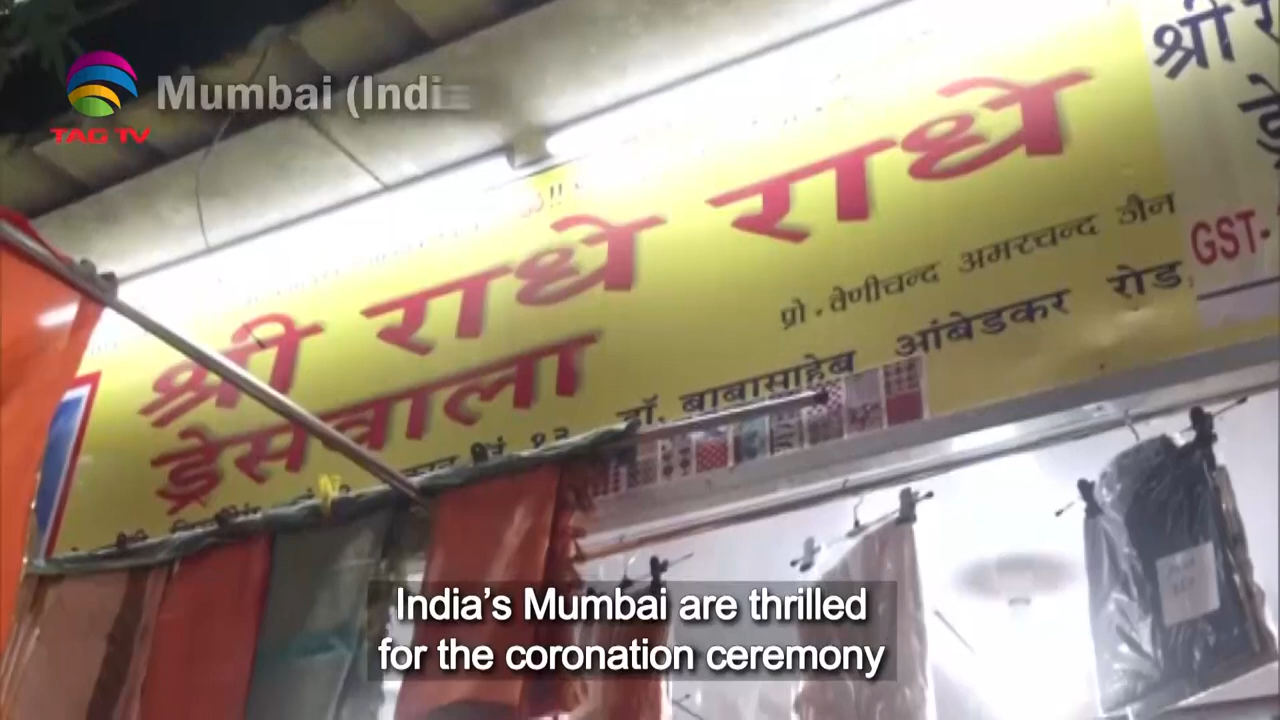 TAG TV
Mumbai (Indi
श्री राधे राधे
ड्रेसवाला
प्रो. वेणीचन्द अमरचन्द जैन
डॉ. बाबासाहेब आंबेडकर रोड,
श्री
GST-
India's Mumbai are thrilled
for the coronation ceremony